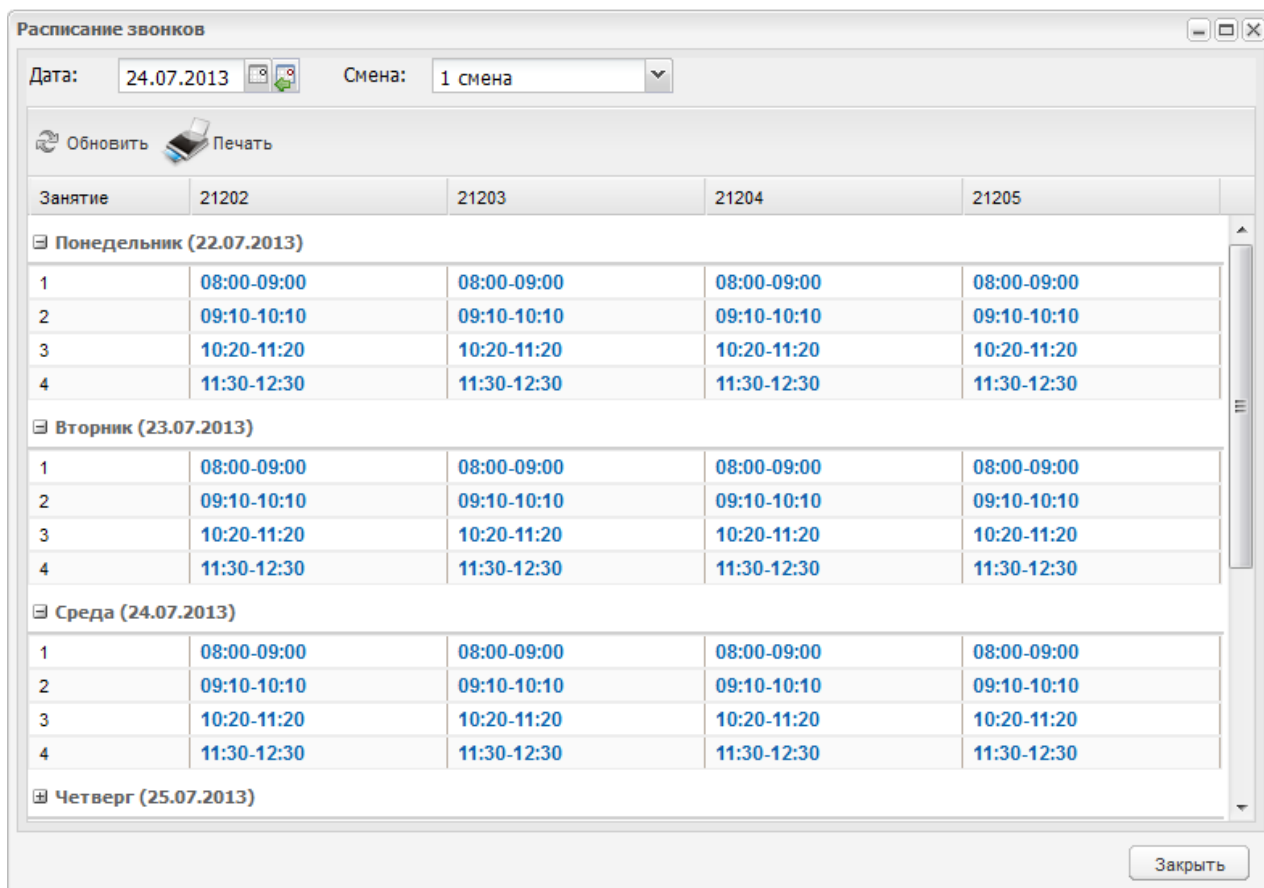 Расписание звонков
Дата: 24.07.2013 Смена: 1 смена
Обновить Печать
Занятие 21202 21203 21204 21205
Понедельник (22.07.2013)
1 08:00-09:00 08:00-09:00 08:00-09:00 08:00-09:00
2 09:10-10:10 09:10-10:10 09:10-10:10 09:10-10:10
3 10:20-11:20 10:20-11:20 10:20-11:20 10:20-11:20
4 11:30-12:30 11:30-12:30 11:30-12:30 11:30-12:30
Вторник (23.07.2013)
1 08:00-09:00 08:00-09:00 08:00-09:00 08:00-09:00
2 09:10-10:10 09:10-10:10 09:10-10:10 09:10-10:10
3 10:20-11:20 10:20-11:20 10:20-11:20 10:20-11:20
4 11:30-12:30 11:30-12:30 11:30-12:30 11:30-12:30
Среда (24.07.2013)
1 08:00-09:00 08:00-09:00 08:00-09:00 08:00-09:00
2 09:10-10:10 09:10-10:10 09:10-10:10 09:10-10:10
3 10:20-11:20 10:20-11:20 10:20-11:20 10:20-11:20
4 11:30-12:30 11:30-12:30 11:30-12:30 11:30-12:30
Четверг (25.07.2013)
Закрыть